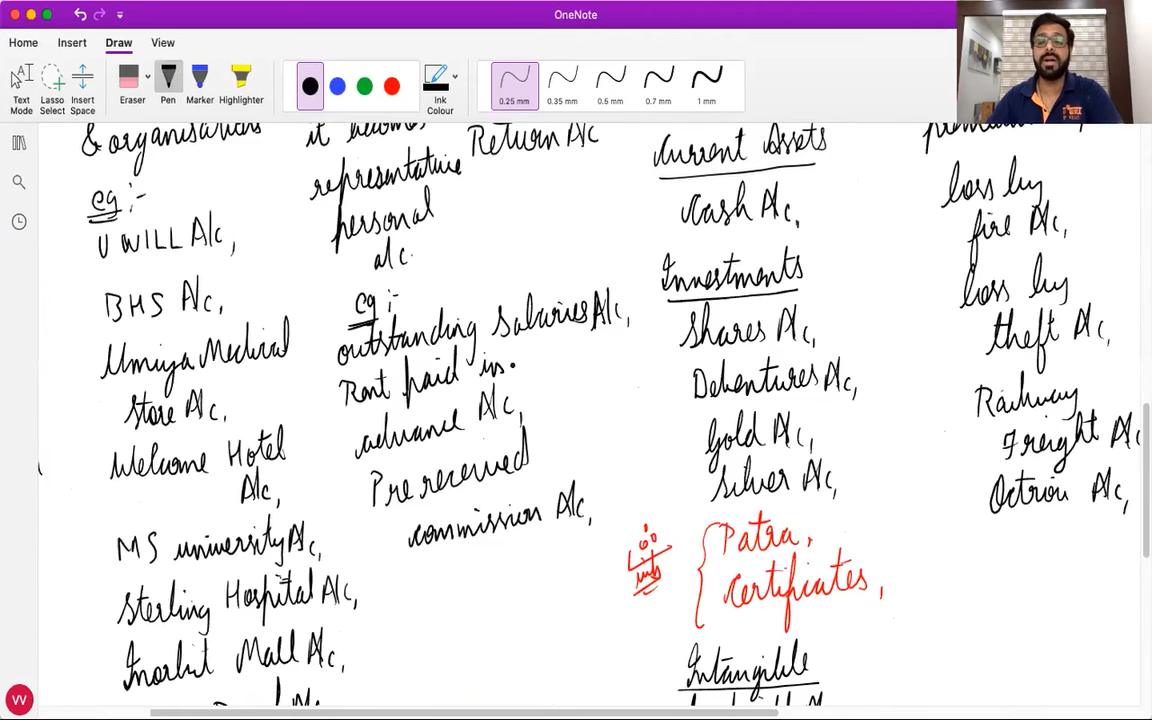 OneNote
Home Insert Draw View
Text Mode
Lasso Select
Insert Space
Eraser
Pen
Marker
Highlighter
Ink Colour
0.25 mm
0.35 mm
0.5 mm
0.7 mm
1 mm
& organisations
eg :-
U WILL A/c,
BHS A/c,
Umiya Medical
Store A/c,
Welcome Hotel
A/c,
MS university A/c,
Sterling Hospital A/c,
Inorbit Mall A/c,
it becomes
representative
personal
a/c.
eg :-
outstanding Salaries A/c,
Rent paid in
advance A/c,
Pre received
commission A/c,
Return A/c
Current Assets
Cash A/c,
Investments
Shares A/c,
Debentures A/c,
Gold A/c,
Silver A/c,
Patra,
Certificates,
Intangible
loss by
fire A/c,
loss by
theft A/c,
Railway
Freight A/c
Octrion A/c,
VV